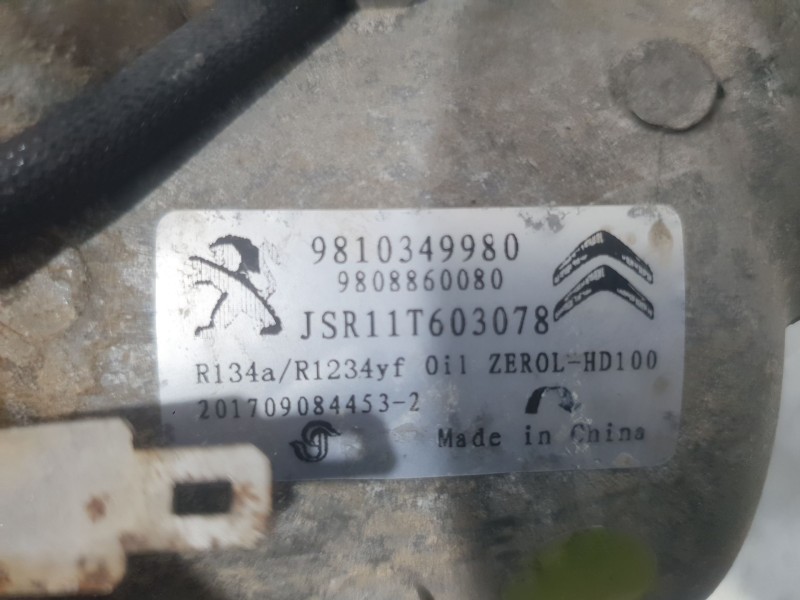 9810349980
9808860080
JSR11T603078
R134a/R1234yf Oil ZEROL-HD100
201709084453-2
Made in China